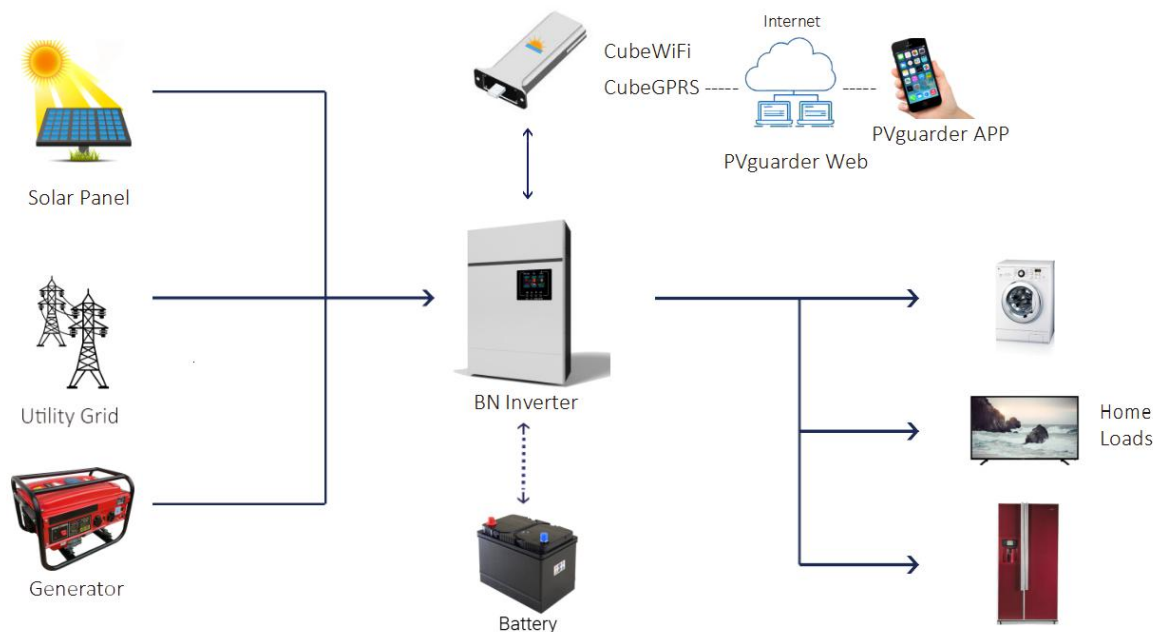 Internet
CubeWiFi
CubeGPRS
PVguarder Web
PVguarder APP
Solar Panel
Utility Grid
Generator
BN Inverter
Battery
Home
Loads